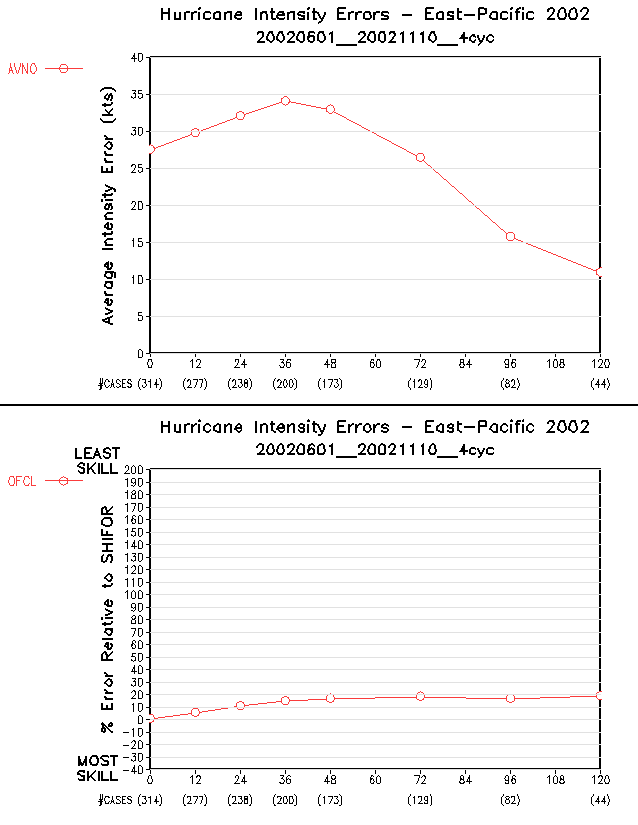 Hurricane Intensity Errors - East-Pacific 2002
20020601__20021110__4cyc
AVNO
Average Intensity Error (kts)
40
35
30
25
20
15
10
5
0
0 12 24 36 48 60 72 84 96 108 120
#CASES (314) (277) (238) (200) (173) (129) (82) (44)
Hurricane Intensity Errors - East-Pacific 2002
20020601__20021110__4cyc
LEAST
SKILL
OFCL
% Error Relative to SHIFOR
200
190
180
170
160
150
140
130
120
110
100
90
80
70
60
50
40
30
20
10
0
-10
-20
-30
-40
MOST
SKILL
0 12 24 36 48 60 72 84 96 108 120
#CASES (314) (277) (238) (200) (173) (129) (82) (44)